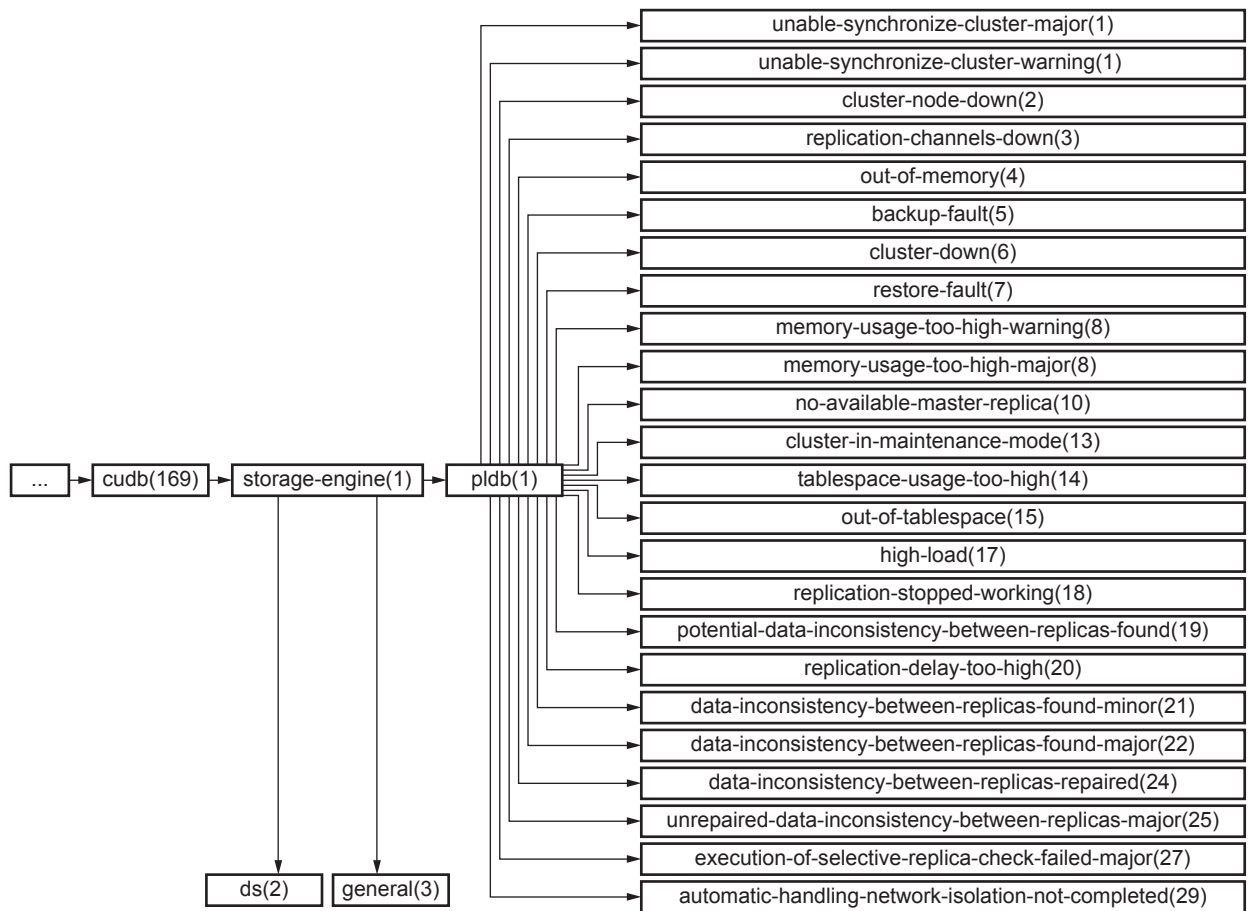 unable-synchronize-cluster-major(1)
unable-synchronize-cluster-warning(1)
cluster-node-down(2)
replication-channels-down(3)
out-of-memory(4)
backup-fault(5)
cluster-down(6)
restore-fault(7)
memory-usage-too-high-warning(8)
memory-usage-too-high-major(8)
no-available-master-replica(10)
cluster-in-maintenance-mode(13)
... cudb(169) storage-engine(1) pldb(1) tablespace-usage-too-high(14)
out-of-tablespace(15)
high-load(17)
replication-stopped-working(18)
potential-data-inconsistency-between-replicas-found(19)
replication-delay-too-high(20)
data-inconsistency-between-replicas-found-minor(21)
data-inconsistency-between-replicas-found-major(22)
data-inconsistency-between-replicas-repaired(24)
unrepaired-data-inconsistency-between-replicas-major(25)
execution-of-selective-replica-check-failed-major(27)
ds(2) general(3) automatic-handling-network-isolation-not-completed(29)